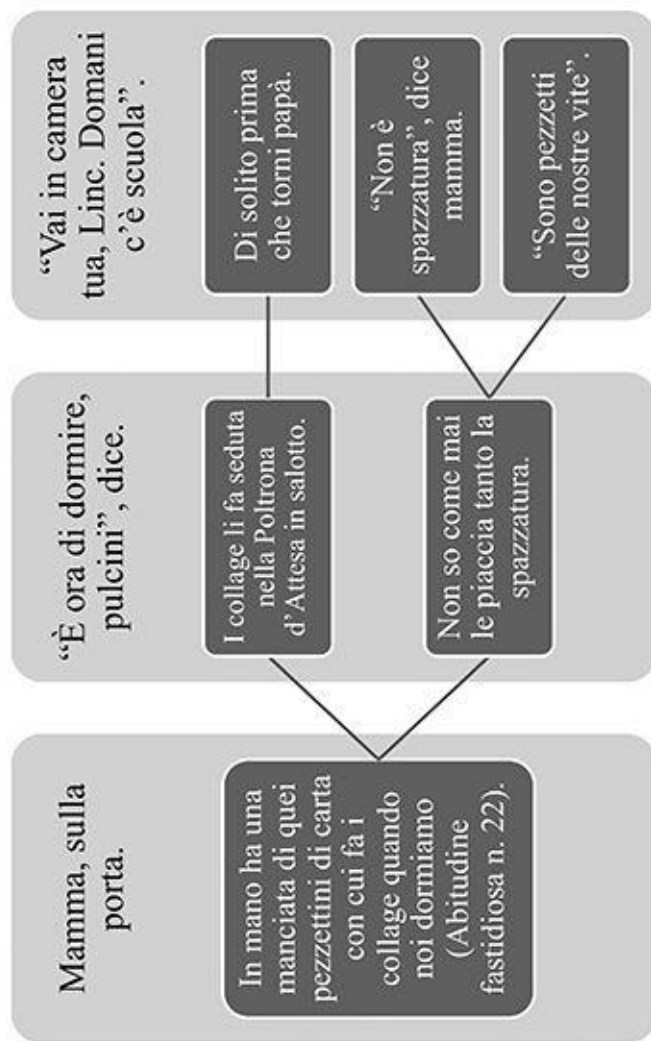 Mamma, sulla
porta.
In mano ha una
manciata di quei
pezzettini di carta
con cui fa i
collage quando
noi dormiamo
(Abitudine
fastidiosa n. 22).
“È ora di dormire,
pulcini”, dice.
I collage li fa seduta
nella Poltrona
d’Attesa in salotto.
Non so come mai
le piaccia tanto la
spazzatura.
“Vai in camera
tua, Linc. Domani
c’è scuola”.
Di solito prima
che torni papà.
“Non è
spazzatura”, dice
mamma.
“Sono pezzetti
delle nostre vite”.